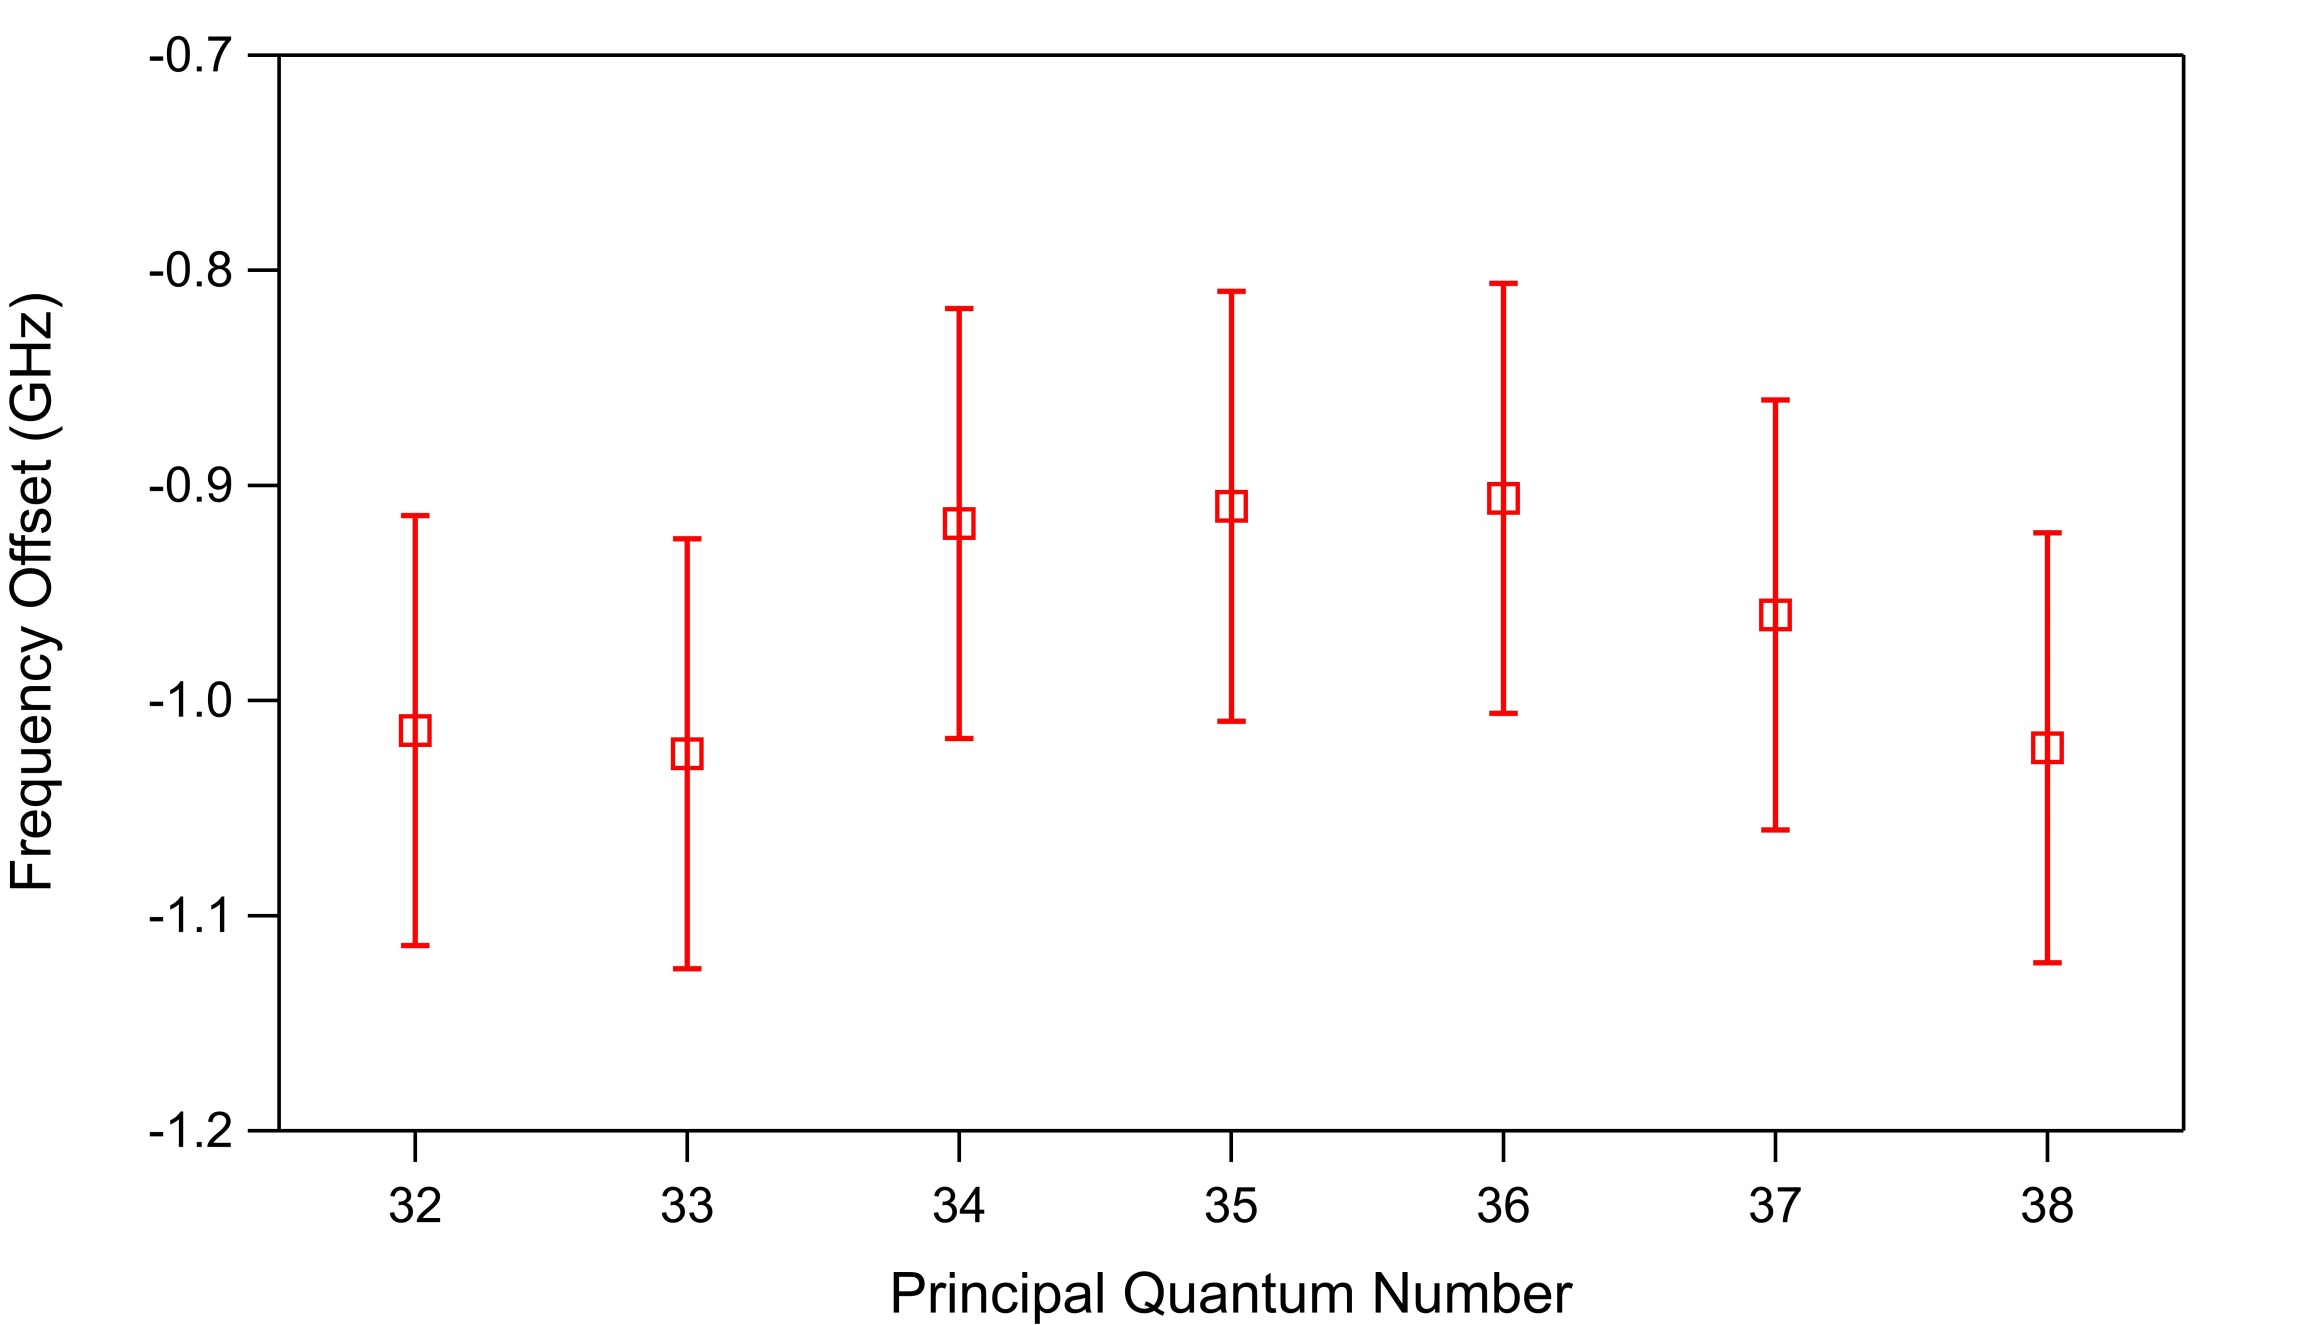 -0.7
-0.8
-0.9
-1.0
-1.1
-1.2
Frequency Offset (GHz)
32 33 34 35 36 37 38
Principal Quantum Number